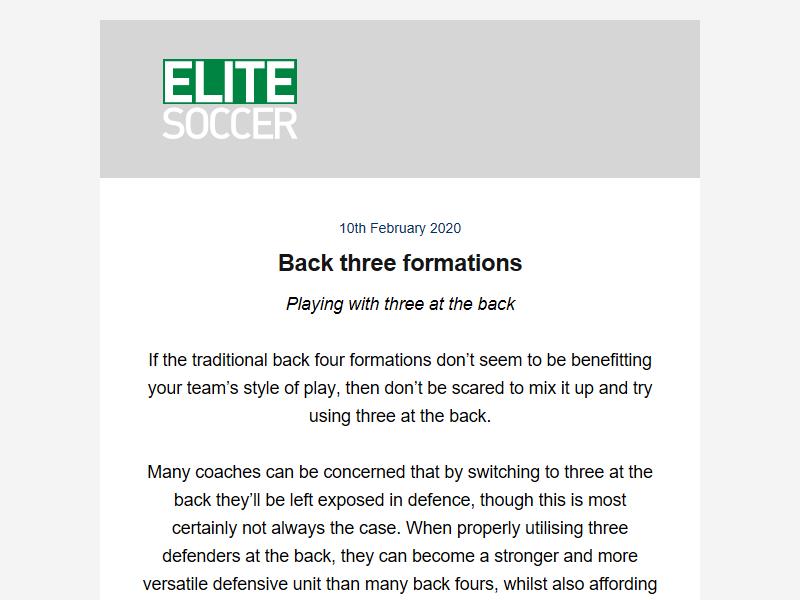 ELITE
SOCCER
10th February 2020
Back three formations
Playing with three at the back
If the traditional back four formations don’t seem to be benefitting
your team’s style of play, then don’t be scared to mix it up and try
using three at the back.
Many coaches can be concerned that by switching to three at the
back they’ll be left exposed in defence, though this is most
certainly not always the case. When properly utilising three
defenders at the back, they can become a stronger and more
versatile defensive unit than many back fours, whilst also affording